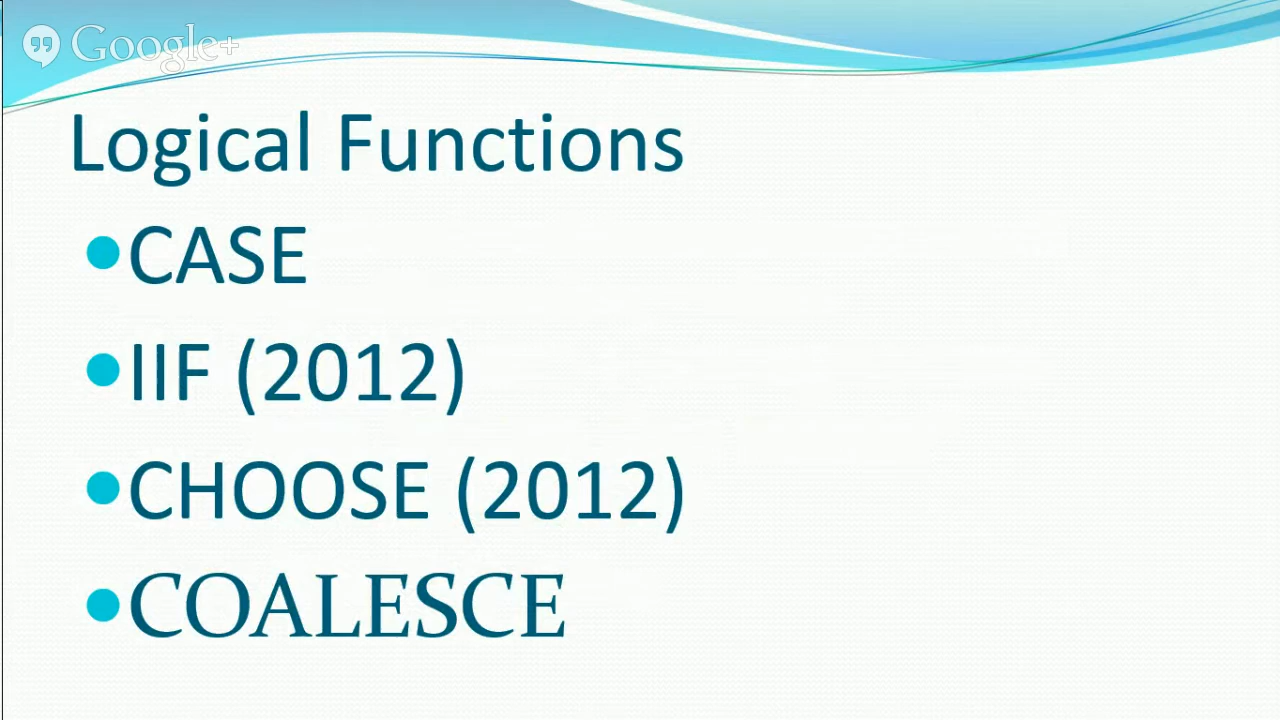 Google+
Logical Functions
•CASE
•IIF (2012)
•CHOOSE (2012)
•COALESCE